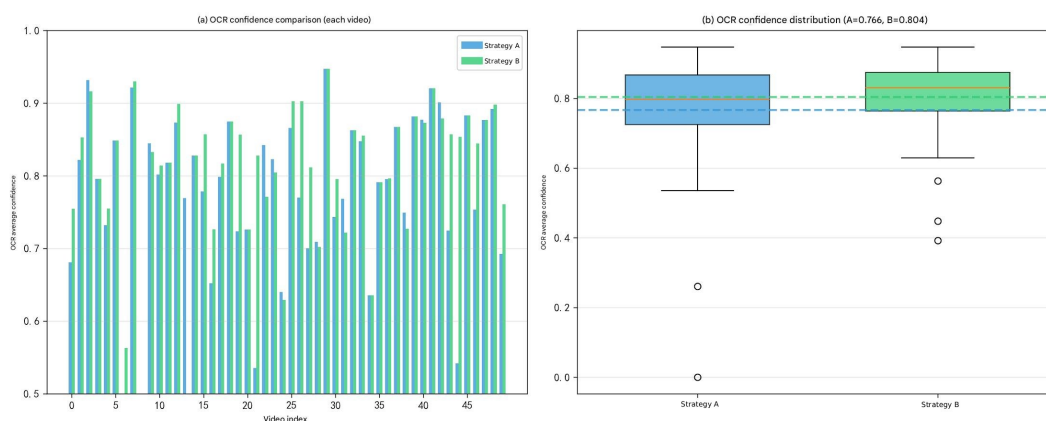 (a) OCR confidence comparison (each video)
1.0
0.9
0.8
0.7
0.6
0.5
OCR average confidence
Strategy A
Strategy B
0 5 10 15 20 25 30 35 40 45
Video index
(b) OCR confidence distribution (A=0.766, B=0.804)
0.8
0.6
0.4
0.2
0.0
OCR average confidence
Strategy A Strategy B